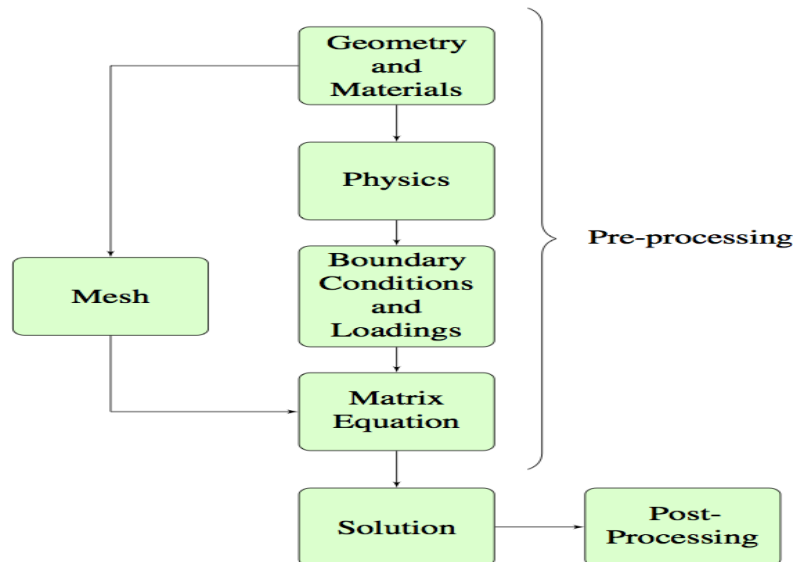 Geometry
and
Materials
Physics
Pre-processing
Boundary
Conditions
and
Loadings
Mesh
Matrix
Equation
Solution
Post-
Processing